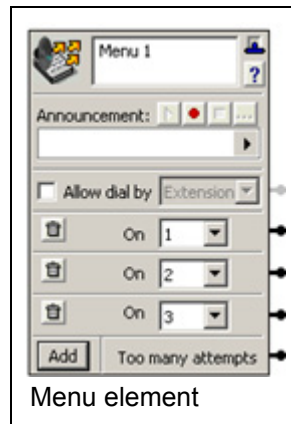 Menu 1
?
Announcement: ...
Allow dial by Extension
On 1
On 2
On 3
Add Too many attempts
Menu element